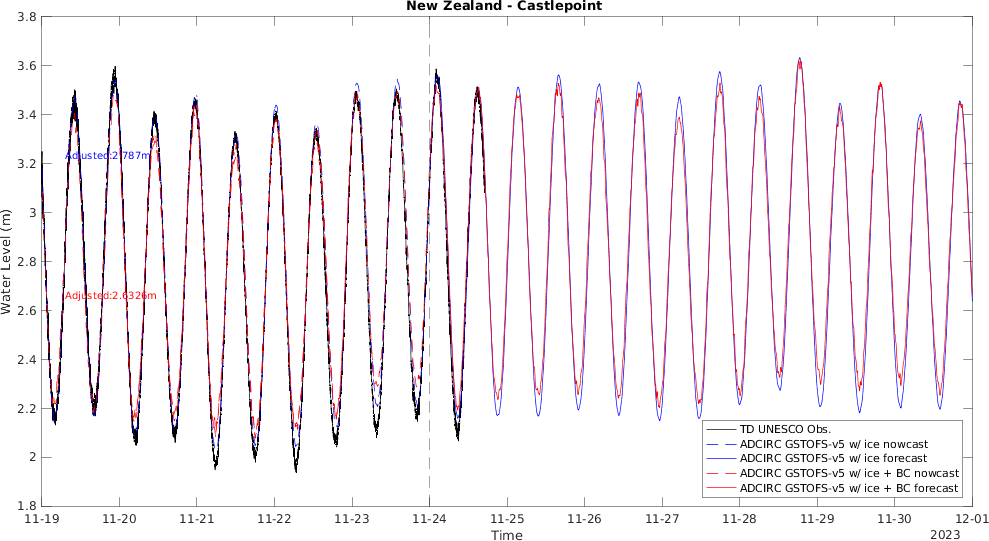 New Zealand - Castlepoint
3.8
3.6
3.4
3.2
3
2.8
2.6
2.4
2.2
2
1.8
Water Level (m)
Adjusted:2.787m
Adjusted:2.6326m
TD UNESCO Obs.
ADCIRC GSTOFS-v5 w/ ice nowcast
ADCIRC GSTOFS-v5 w/ ice forecast
ADCIRC GSTOFS-v5 w/ ice + BC nowcast
ADCIRC GSTOFS-v5 w/ ice + BC forecast
11-19 11-20 11-21 11-22 11-23 11-24 11-25 11-26 11-27 11-28 11-29 11-30 12-01
Time
2023